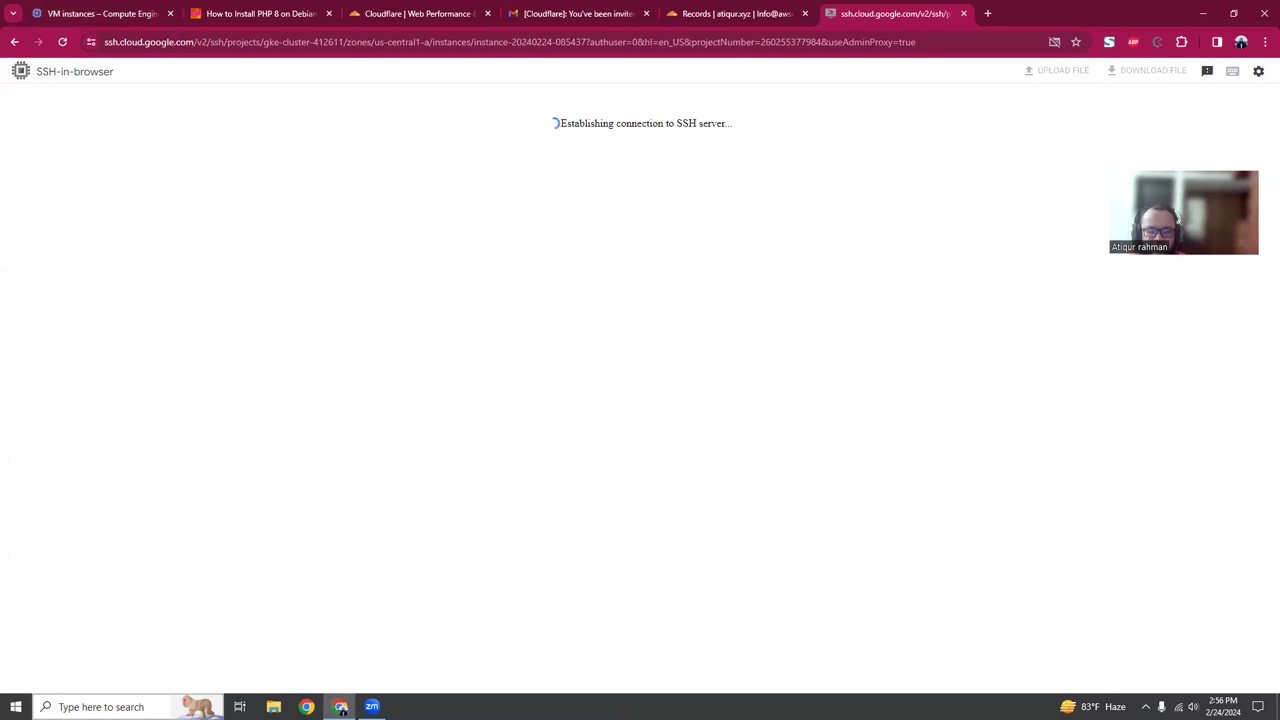 VM instances – Compute Engin
How to Install PHP 8 on Debian
Cloudflare | Web Performance &
[Cloudflare]: You've been invite
Records | atiqur.xyz | Info@awsu
ssh.cloud.google.com/v2/ssh/p
ssh.cloud.google.com/v2/ssh/projects/gke-cluster-412611/zones/us-central1-a/instances/instance-20240224-085437?authuser=0&hl=en_US&projectNumber=260255377984&useAdminProxy=true
SSH-in-browser
UPLOAD FILE
DOWNLOAD FILE
Establishing connection to SSH server...
Atiqur rahman
Type here to search
zm
83°F Haze
2:56 PM
2/24/2024